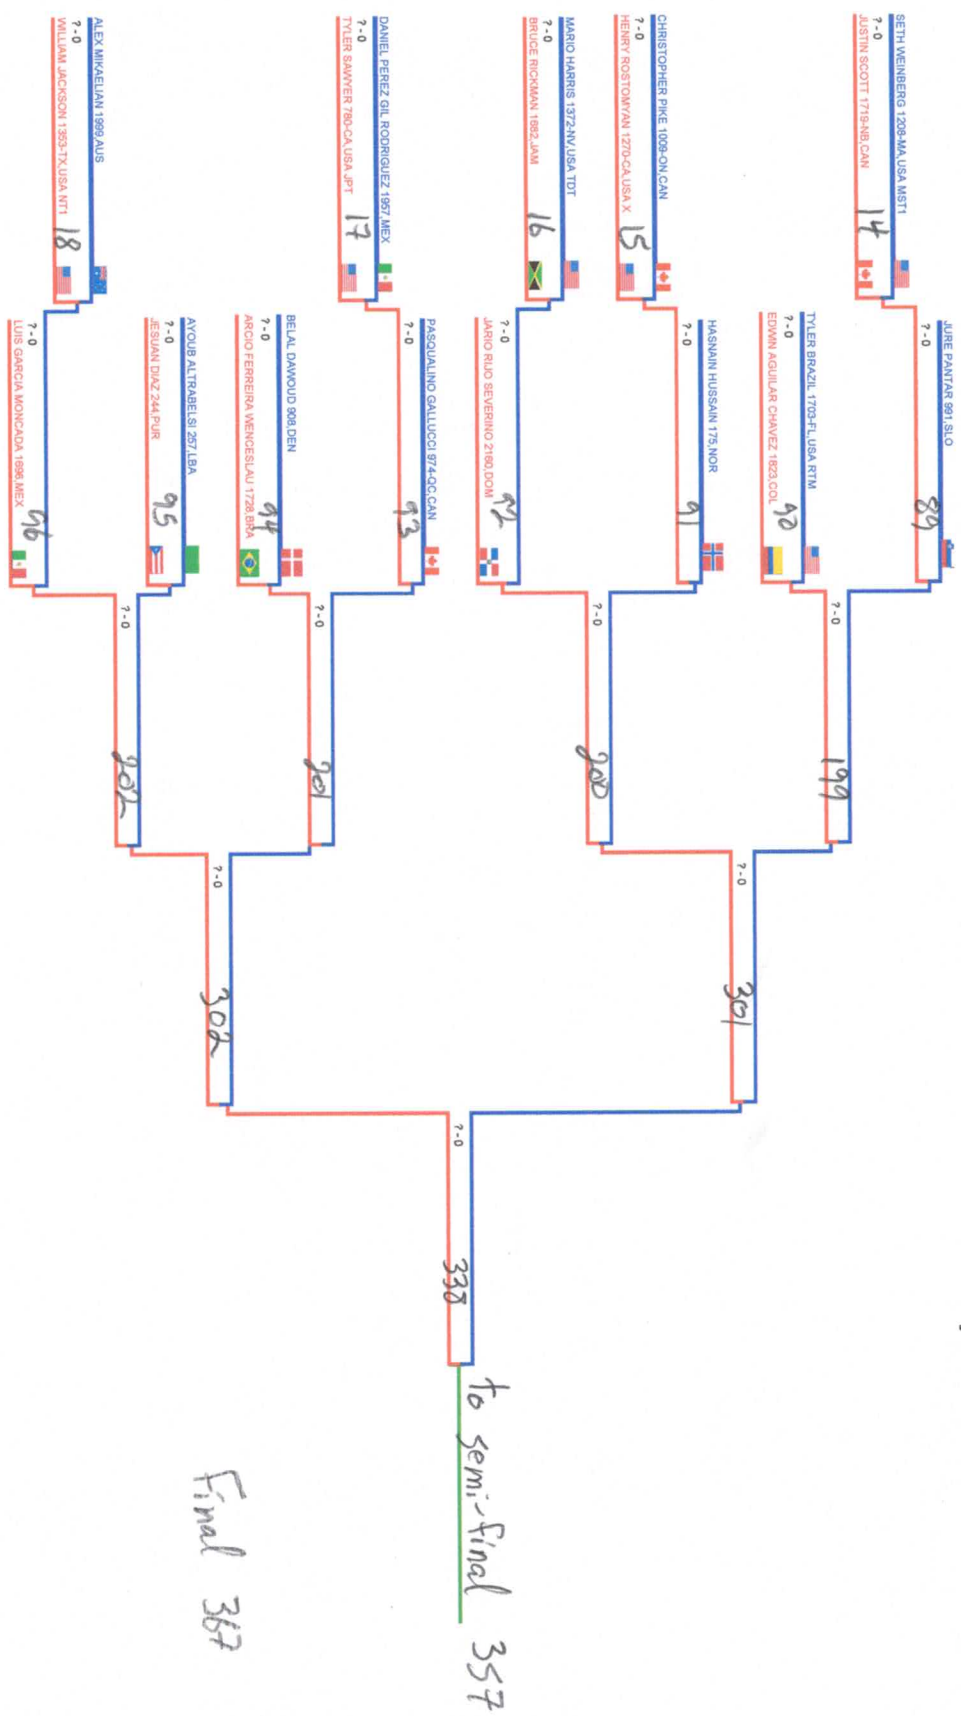 SETH WEINBERG 1208-MA,USA MST1
? - 0
14
JUSTIN SCOTT 1719-NB,CAN
JURE PANTAR 991,SLO
? - 0
89
TYLER BRAZIL 1703-FL,USA RTM
? - 0
90
EDWIN AGUILAR CHAVEZ 1823,COL
? - 0
199
CHRISTOPHER PIKE 1009-ON,CAN
? - 0
15
HENRY ROSTOMYAN 1270-CA,USA X
HASNAIN HUSSAIN 175,NOR
? - 0
91
MARIO HARRIS 1372-NV,USA TDT
? - 0
16
BRUCE RICKMAN 1682,JAM
? - 0
92
JARIO RIJO SEVERINO 2160,DOM
? - 0
200
? - 0
301
DANIEL PEREZ GIL RODRIGUEZ 1957,MEX
? - 0
17
TYLER SAWYER 780-CA,USA JPT
PASQUALINO GALLUCCI 974-QC,CAN
? - 0
93
BELAL DAWOUD 908,DEN
? - 0
94
ARCIO FERREIRA WENCESLAU 1728,BRA
? - 0
201
AYOUB ALTRABELSI 257,LBA
? - 0
95
JESUAN DIAZ 244,PUR
ALEX MIKAELIAN 1999,AUS
? - 0
18
WILLIAM JACKSON 1353-TX,USA NT1
? - 0
96
LUIS GARCIA MONCADA 1696,MEX
? - 0
202
? - 0
302
? - 0
338
to semi-final 357
Final 367